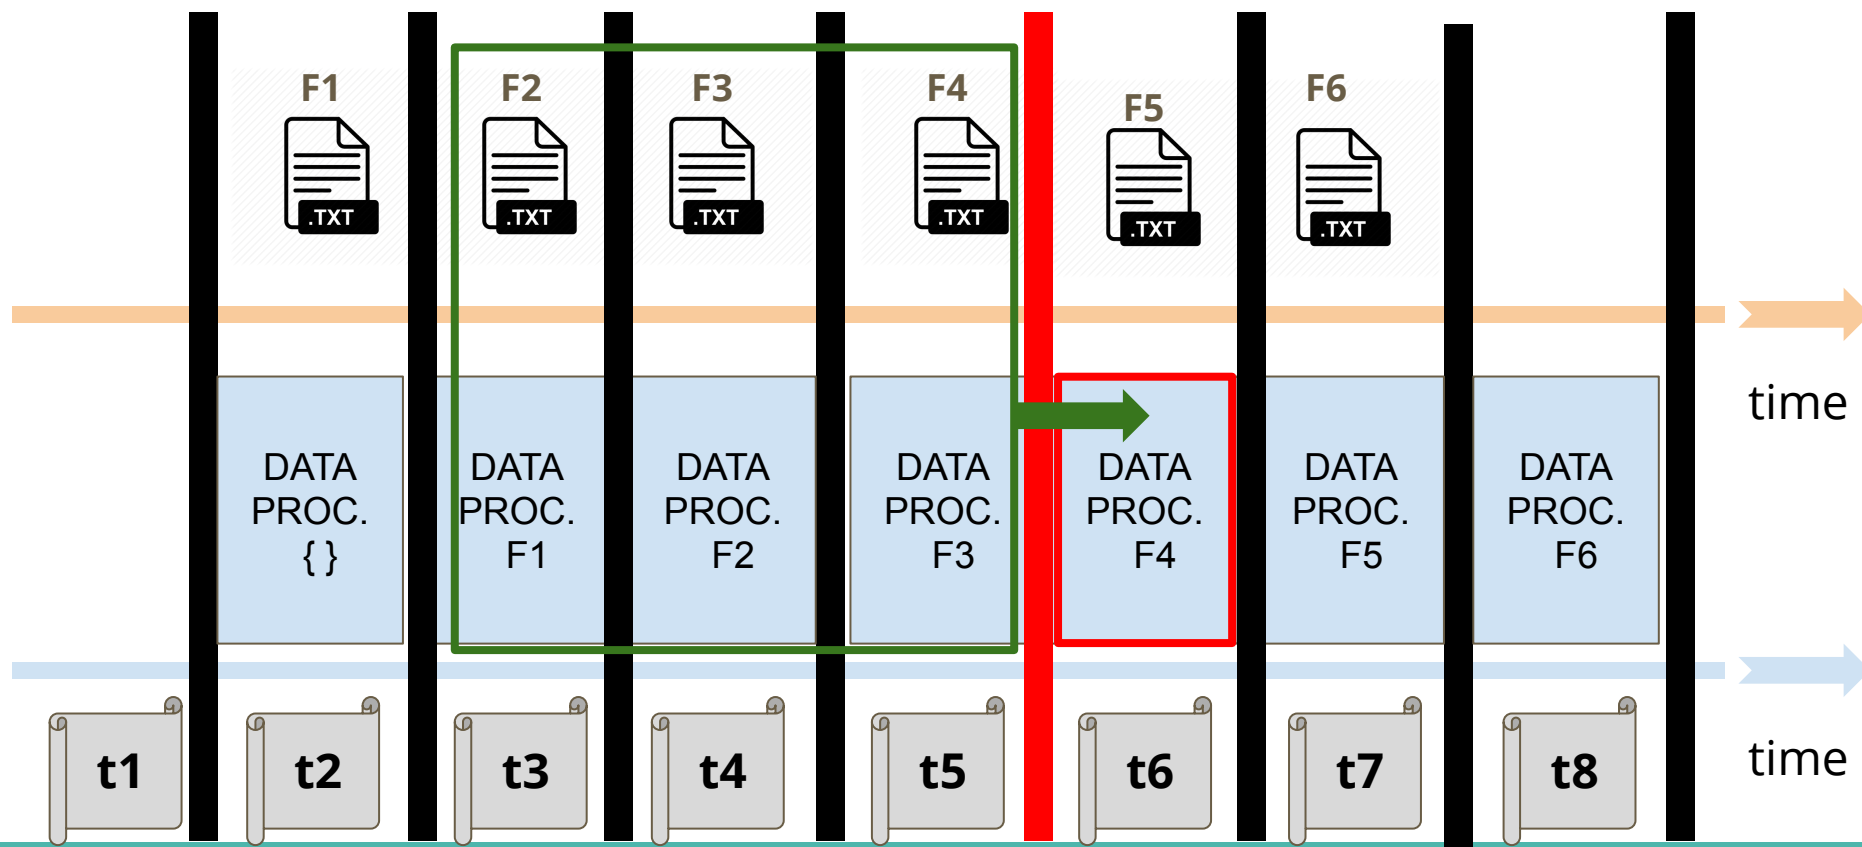 F1
F2
F3
F4
F5
F6
.TXT
.TXT
.TXT
.TXT
.TXT
.TXT
time
DATA
PROC.
{ }
DATA
PROC.
F1
DATA
PROC.
F2
DATA
PROC.
F3
DATA
PROC.
F4
DATA
PROC.
F5
DATA
PROC.
F6
t1
t2
t3
t4
t5
t6
t7
t8
time